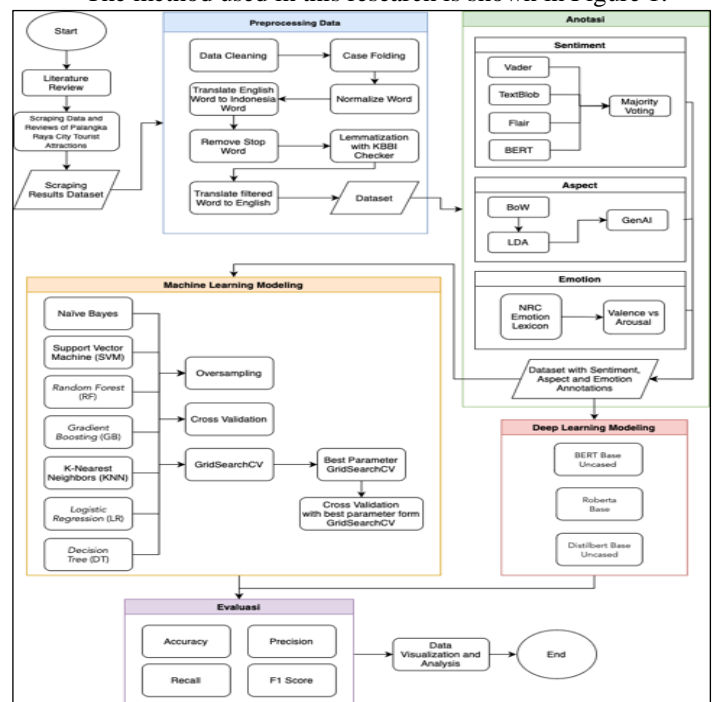 The method used in this research is shown in Figure 1.
Start
Literature
Review
Scraping Data and
Reviews of Palangka
Raya City Tourist
Attractions
Scraping
Results Dataset
Preprocessing Data
Data Cleaning
Case Folding
Translate English
Word to Indonesia
Word
Normalize Word
Remove Stop
Word
Lemmatization with
KBBI
Checker
Translate filtered
Word to English
Dataset
Anotasi
Sentiment
Vader
TextBlob
Flair
BERT
Majority
Voting
Aspect
BoW
LDA
GenAI
Emotion
NRC
Emotion
Lexicon
Valence vs
Arousal
Dataset with Sentiment,
Aspect and Emotion
Annotations
Machine Learning Modeling
Naïve Bayes
Support Vector
Machine (SVM)
Random Forest
(RF)
Gradient
Boosting (GB)
K-Nearest
Neighbors (KNN)
Logistic
Regression (LR)
Decision
Tree (DT)
Oversampling
Cross Validation
GridSearchCV
Best Parameter
GridSearchCV
Cross Validation
with best parameter form
GridSearchCV
Deep Learning Modeling
BERT Base
Uncased
Roberta
Base
Distilbert Base
Uncased
Evaluasi
Accuracy
Precision
Recall
F1 Score
Data
Visualization and
Analysis
End